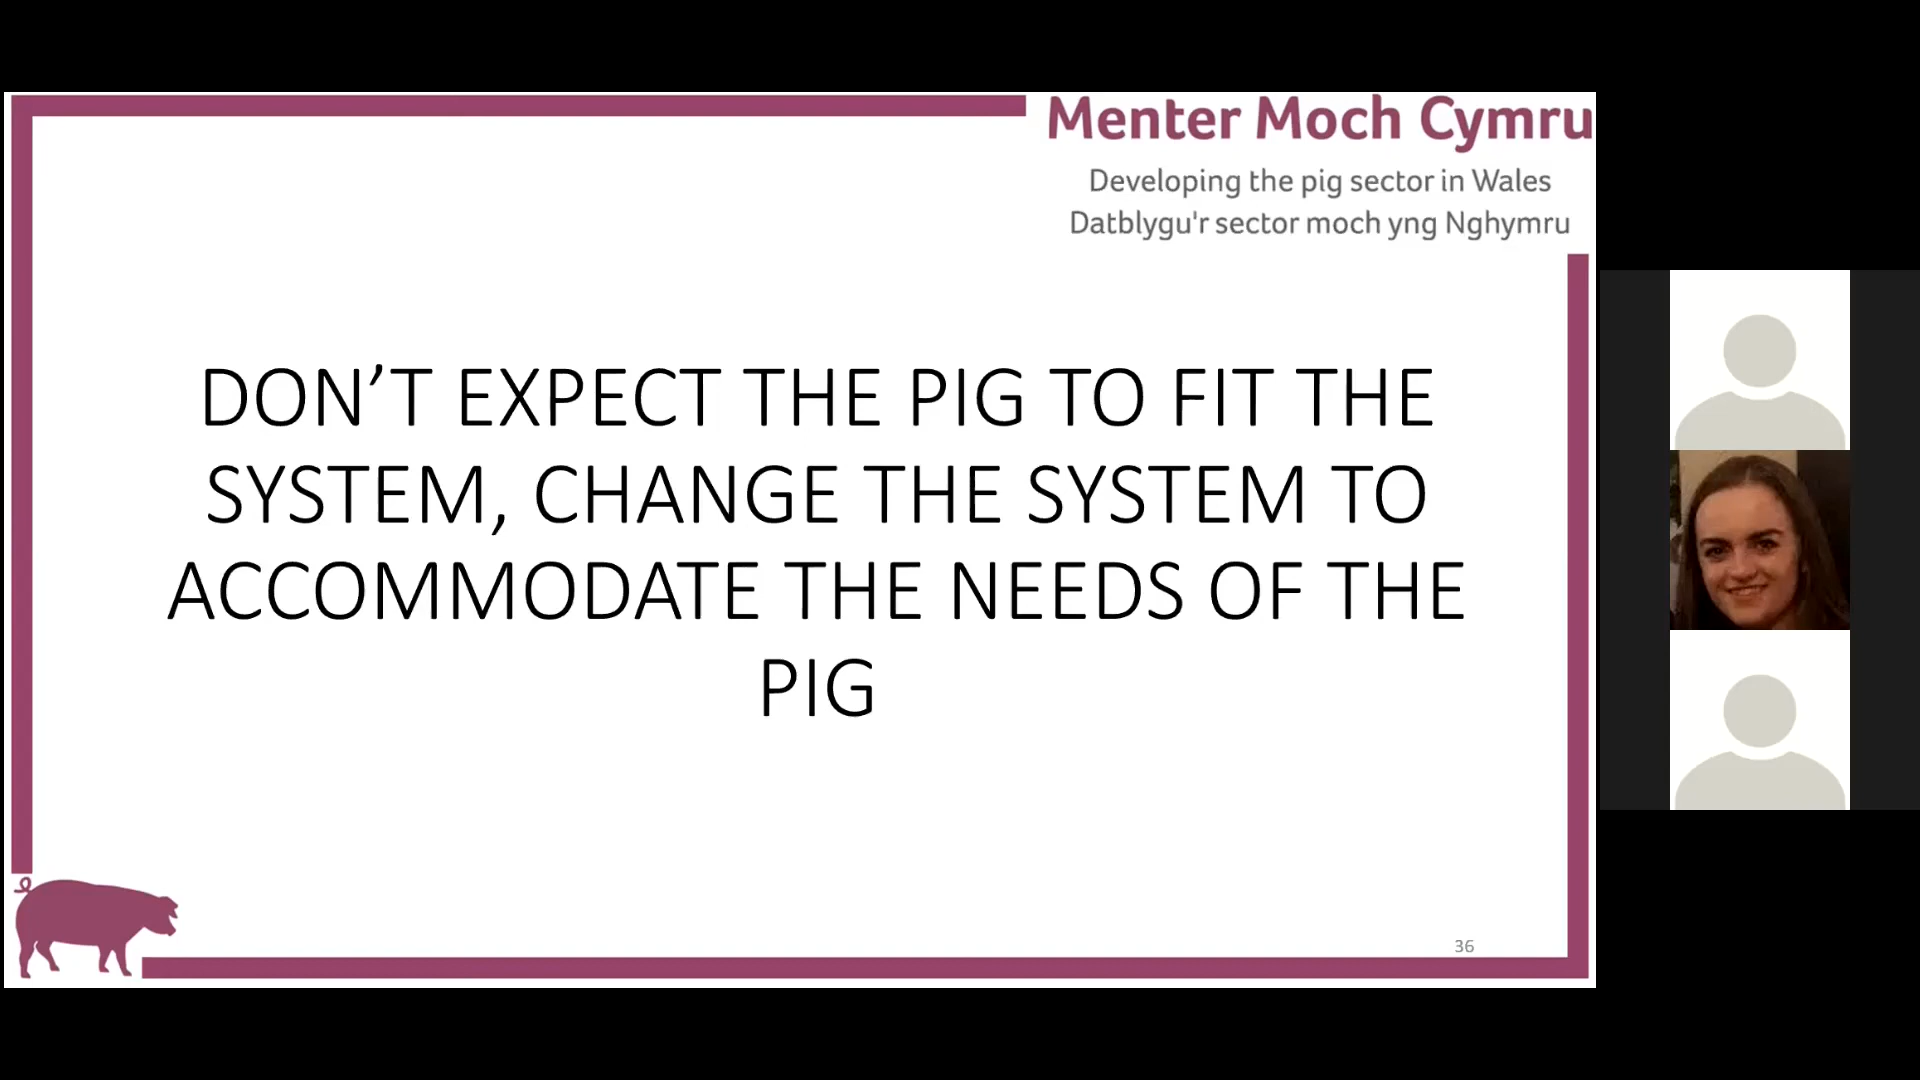 Menter Moch Cymru
Developing the pig sector in Wales
Datblygu'r sector moch yng Nghymru
DON’T EXPECT THE PIG TO FIT THE
SYSTEM, CHANGE THE SYSTEM TO
ACCOMMODATE THE NEEDS OF THE
PIG
36